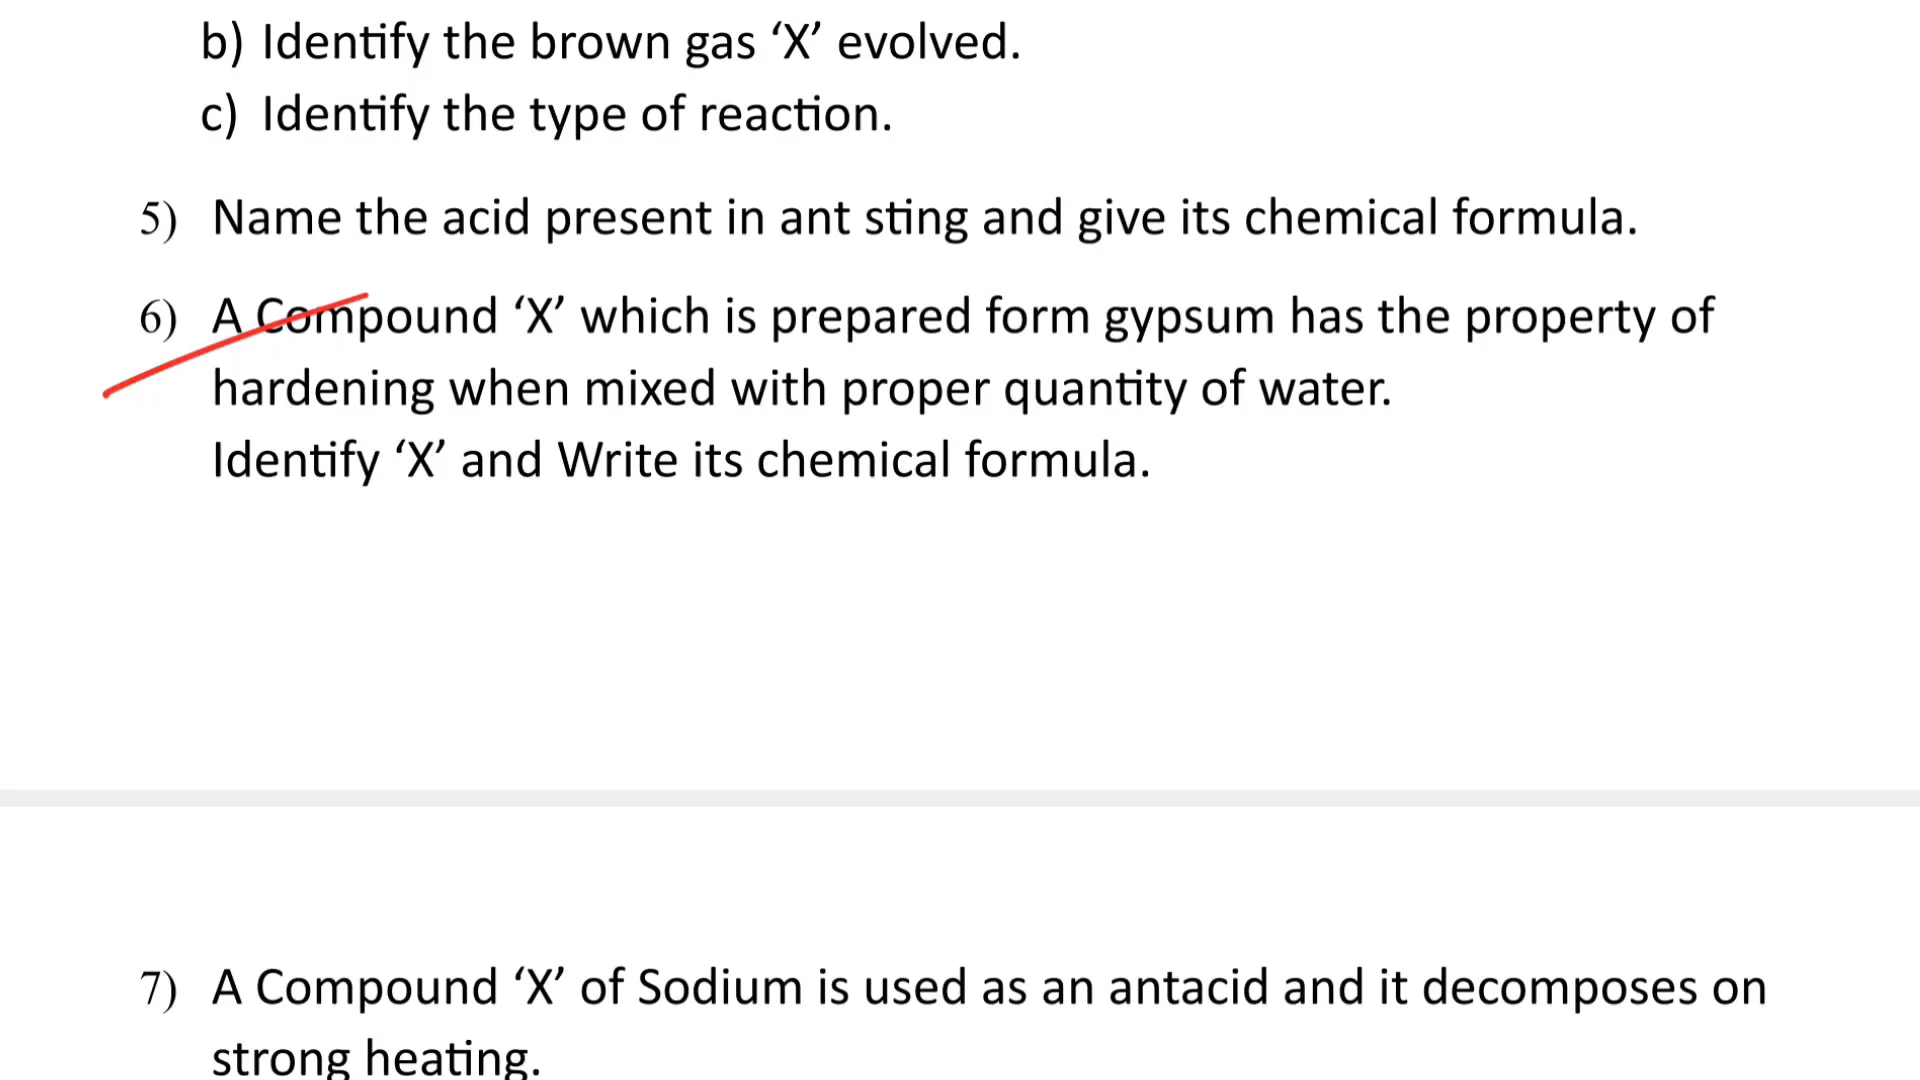 b) Identify the brown gas ‘X’ evolved.
c) Identify the type of reaction.
5) Name the acid present in ant sting and give its chemical formula.
6) A Compound ‘X’ which is prepared form gypsum has the property of
hardening when mixed with proper quantity of water.
Identify ‘X’ and Write its chemical formula.
7) A Compound ‘X’ of Sodium is used as an antacid and it decomposes on
strong heating.